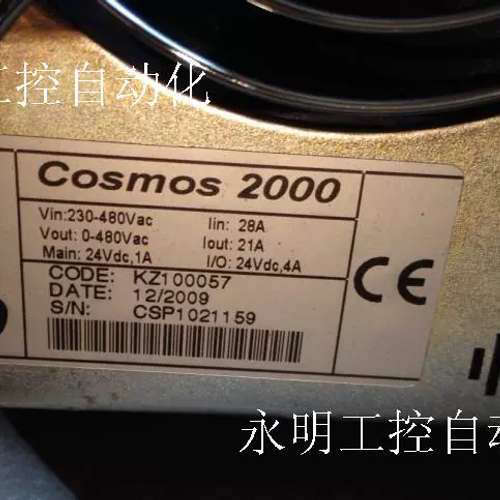 工控自动化
Cosmos 2000
Vin:230-480Vac Iin: 28A
Vout: 0-480Vac Iout: 21A
Main: 24Vdc,1A I/O: 24Vdc,4A
CODE: KZ100057
DATE: 12/2009
S/N: CSP1021159
CE
永明工控自动